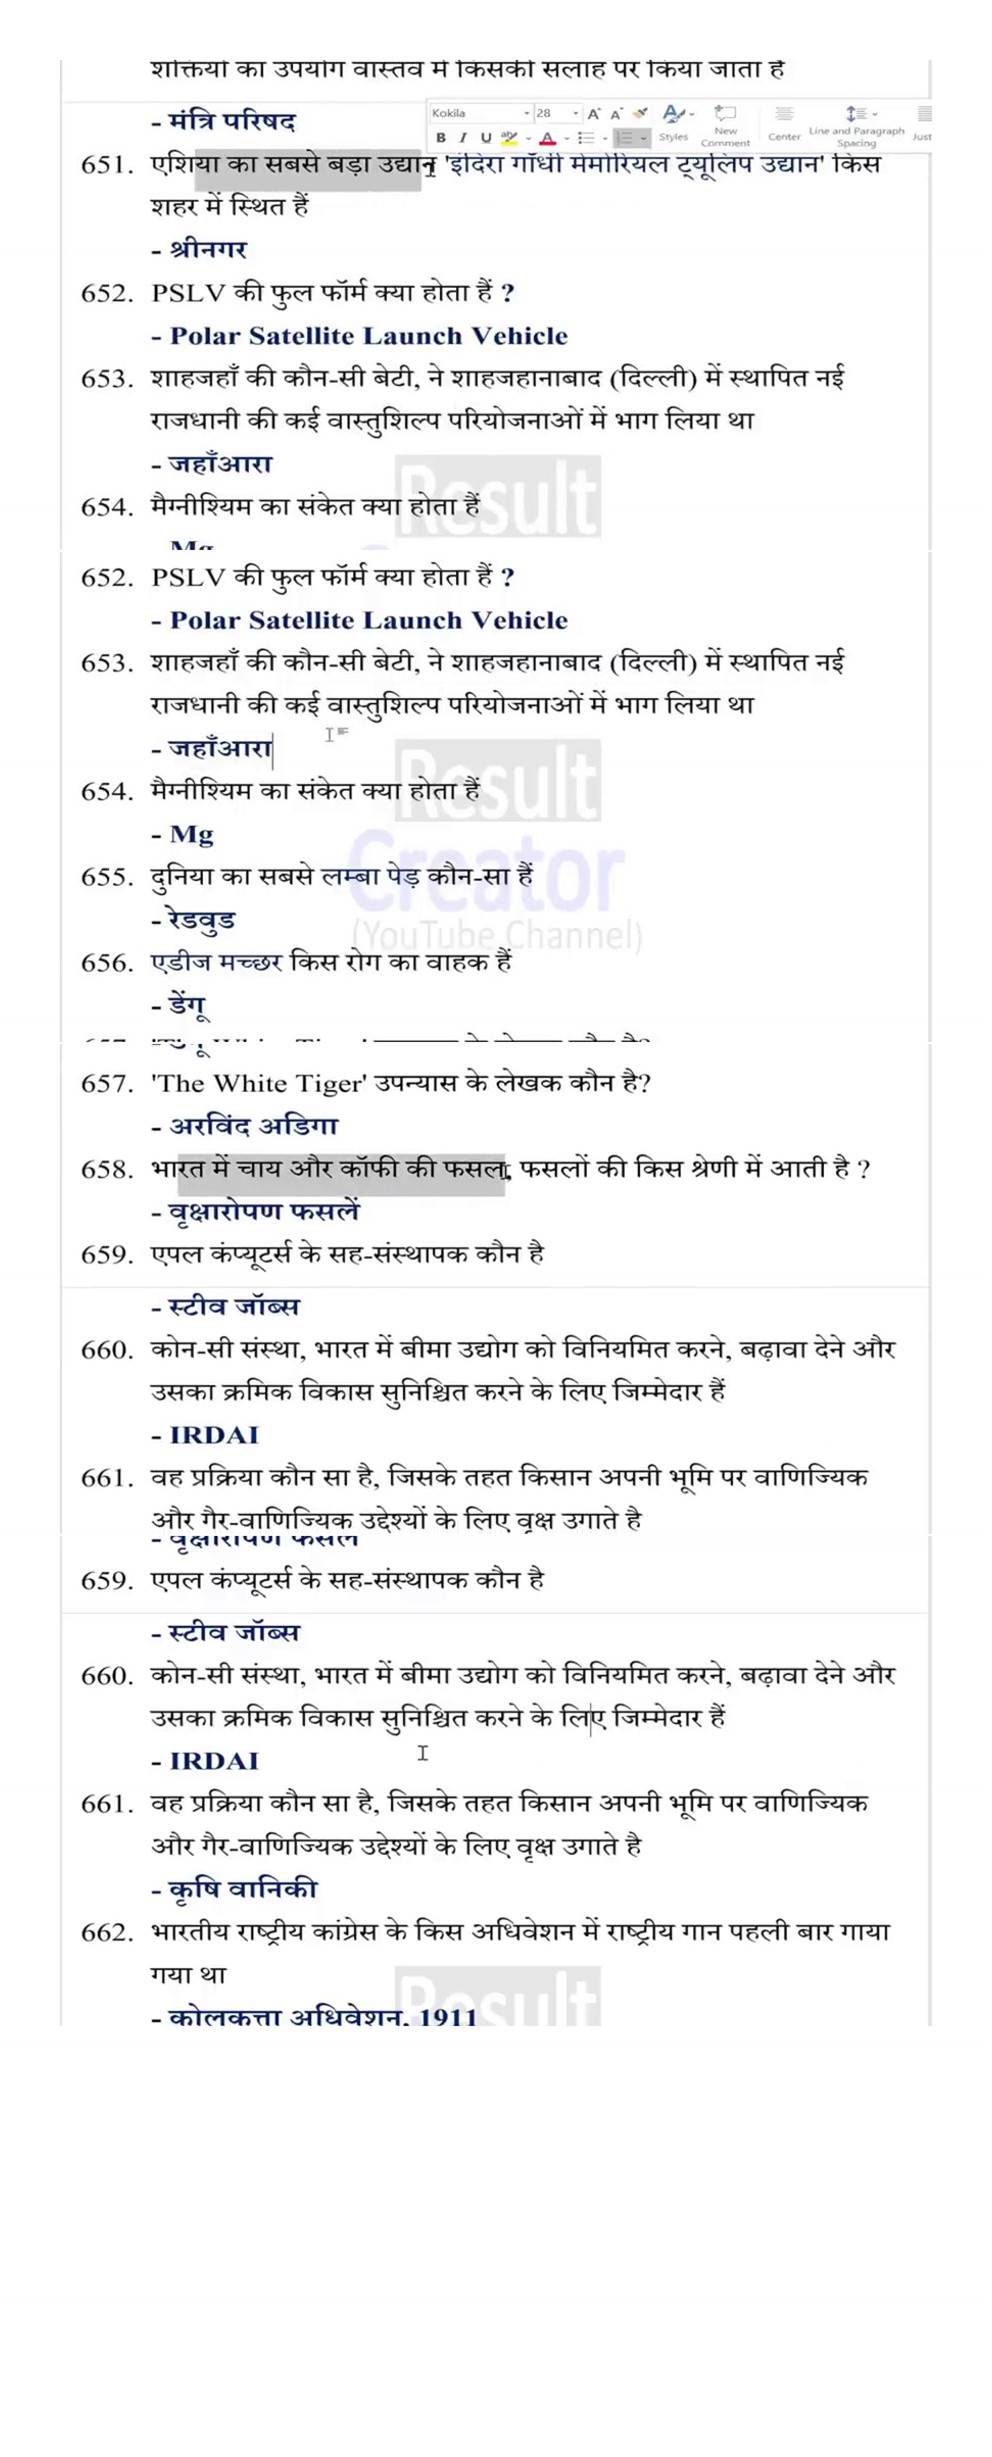 शक्तियों का उपयोग वास्तव में किसकी सलाह पर किया जाता है
- मंत्रि परिषद
Kokila 28 A A
B I U ab A Styles New Comment Center Line and Paragraph Spacing Just
651. एशिया का सबसे बड़ा उद्यान 'इंदिरा गाँधी मेमोरियल ट्यूलिप उद्यान' किस
शहर में स्थित हैं
- श्रीनगर
652. PSLV की फुल फॉर्म क्या होता हैं ?
- Polar Satellite Launch Vehicle
653. शाहजहाँ की कौन-सी बेटी, ने शाहजहानाबाद (दिल्ली) में स्थापित नई
राजधानी की कई वास्तुशिल्प परियोजनाओं में भाग लिया था
- जहाँआरा
Result
654. मैग्नीश्यिम का संकेत क्या होता हैं
Mg
652. PSLV की फुल फॉर्म क्या होता हैं ?
- Polar Satellite Launch Vehicle
653. शाहजहाँ की कौन-सी बेटी, ने शाहजहानाबाद (दिल्ली) में स्थापित नई
राजधानी की कई वास्तुशिल्प परियोजनाओं में भाग लिया था
- जहाँआरा
Result
654. मैग्नीश्यिम का संकेत क्या होता हैं
- Mg
Creator
655. दुनिया का सबसे लम्बा पेड़ कौन-सा हैं
- रेडवुड
(YouTube Channel)
656. एडीज मच्छर किस रोग का वाहक हैं
- डेंगू
657. 'The White Tiger' उपन्यास के लेखक कौन है?
- अरविंद अडिगा
658. भारत में चाय और कॉफी की फसल, फसलों की किस श्रेणी में आती है ?
- वृक्षारोपण फसलें
659. एपल कंप्यूटर्स के सह-संस्थापक कौन है
- स्टीव जॉब्स
660. कोन-सी संस्था, भारत में बीमा उद्योग को विनियमित करने, बढ़ावा देने और
उसका क्रमिक विकास सुनिश्चित करने के लिए जिम्मेदार हैं
- IRDAI
661. वह प्रक्रिया कौन सा है, जिसके तहत किसान अपनी भूमि पर वाणिज्यिक
और गैर-वाणिज्यिक उद्देश्यों के लिए वृक्ष उगाते है
- वृक्षारोपण फसलें
659. एपल कंप्यूटर्स के सह-संस्थापक कौन है
- स्टीव जॉब्स
660. कोन-सी संस्था, भारत में बीमा उद्योग को विनियमित करने, बढ़ावा देने और
उसका क्रमिक विकास सुनिश्चित करने के लिए जिम्मेदार हैं
- IRDAI
661. वह प्रक्रिया कौन सा है, जिसके तहत किसान अपनी भूमि पर वाणिज्यिक
और गैर-वाणिज्यिक उद्देश्यों के लिए वृक्ष उगाते है
- कृषि वानिकी
662. भारतीय राष्ट्रीय कांग्रेस के किस अधिवेशन में राष्ट्रीय गान पहली बार गाया
गया था
Result
- कोलकत्ता अधिवेशन, 1911